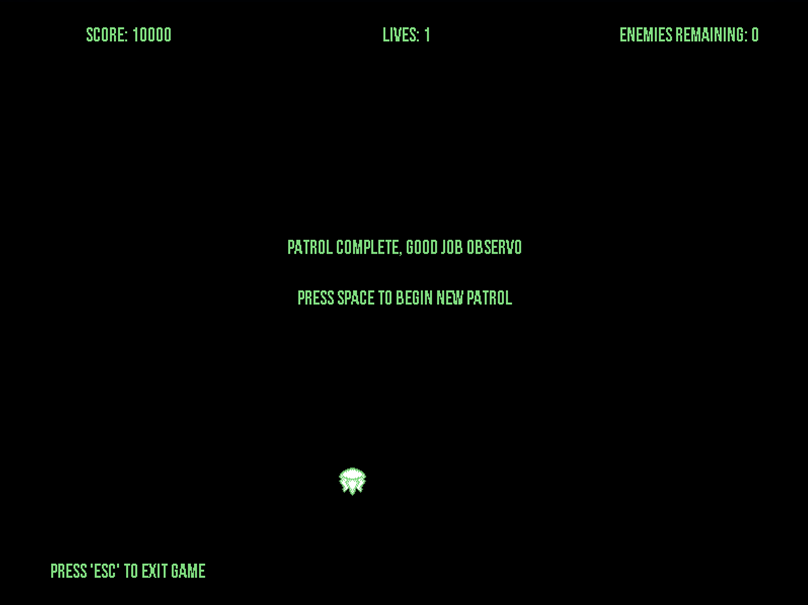 SCORE: 10000
LIVES: 1
ENEMIES REMAINING: 0
PATROL COMPLETE, GOOD JOB OBSERVO
PRESS SPACE TO BEGIN NEW PATROL
PRESS 'ESC' TO EXIT GAME